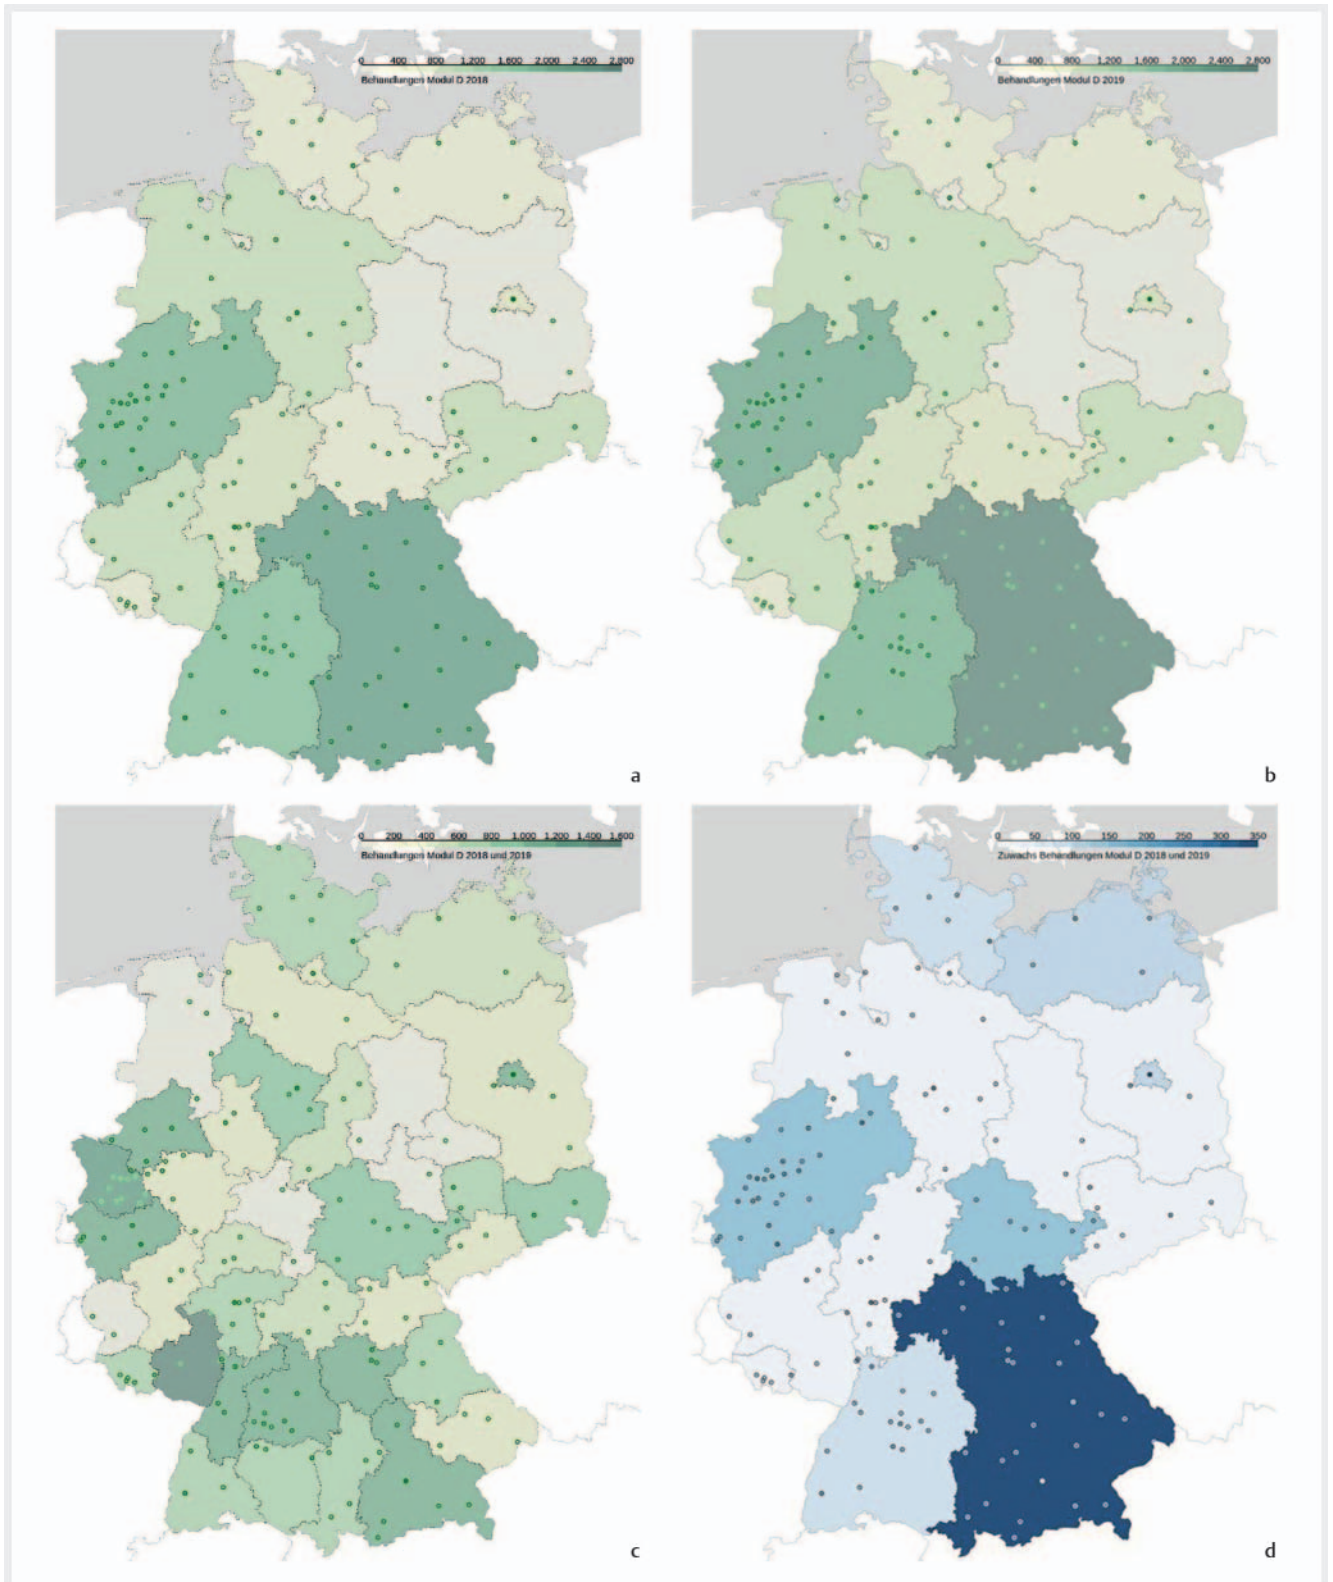 0 400 800 1,200 1,600 2,000 2,400 2,800
Behandlungen Modul D 2018
a
0 400 800 1,200 1,600 2,000 2,400 2,800
Behandlungen Modul D 2019
b
0 200 400 600 800 1,000 1,200 1,400 1,600
Behandlungen Modul D 2018 und 2019
c
0 50 100 150 200 250 300 350
Zuwachs Behandlungen Modul D 2018 und 2019
d